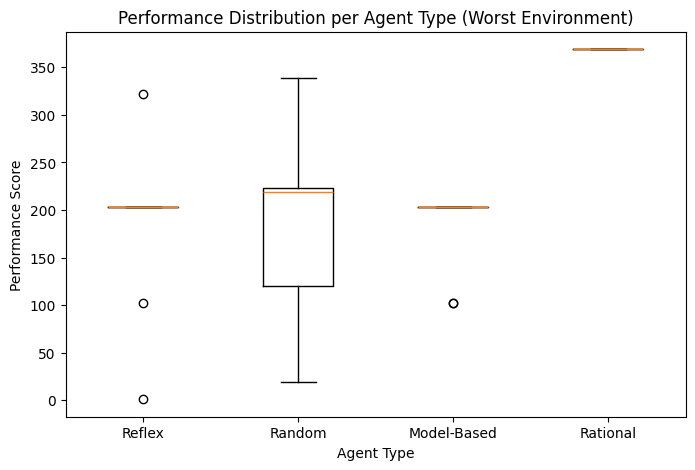 Performance Distribution per Agent Type (Worst Environment)
Performance Score
350
300
250
200
150
100
50
0
Reflex Random Model-Based Rational
Agent Type